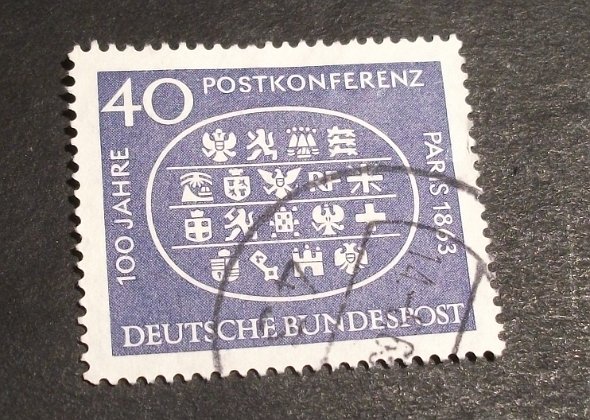 40 POSTKONFERENZ
100 JAHRE
PARIS 1863
RF
DEUTSCHE BUNDESPOST